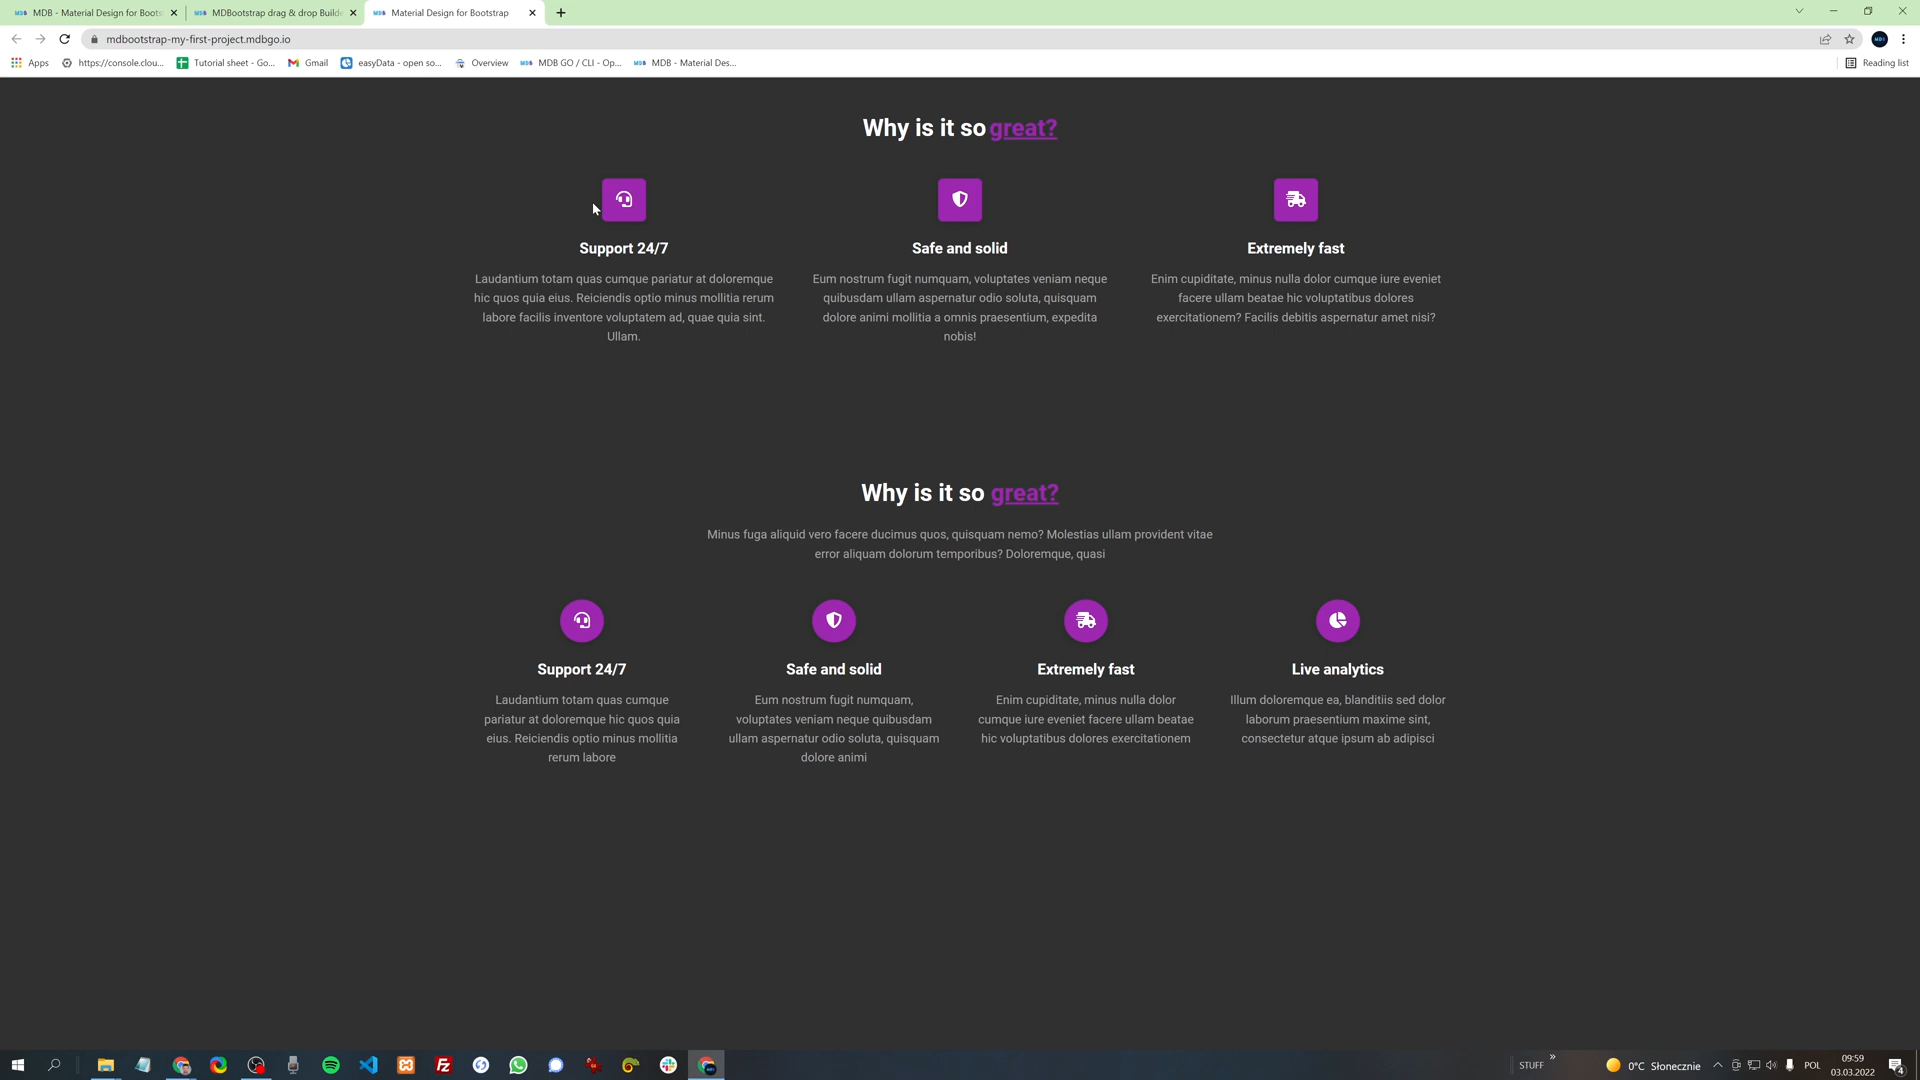 MDB - Material Design for Boots
MDBootstrap drag & drop Builde
Material Design for Bootstrap
mdbootstrap-my-first-project.mdbgo.io
Apps
https://console.clou...
Tutorial sheet - Go...
Gmail
easyData - open so...
Overview
MDB GO / CLI - Op...
MDB - Material Des...
Reading list
Why is it so great?
Support 24/7
Laudantium totam quas cumque pariatur at doloremque
hic quos quia eius. Reiciendis optio minus mollitia rerum
labore facilis inventore voluptatem ad, quae quia sint.
Ullam.
Safe and solid
Eum nostrum fugit numquam, voluptates veniam neque
quibusdam ullam aspernatur odio soluta, quisquam
dolore animi mollitia a omnis praesentium, expedita
nobis!
Extremely fast
Enim cupiditate, minus nulla dolor cumque iure eveniet
facere ullam beatae hic voluptatibus dolores
exercitationem? Facilis debitis aspernatur amet nisi?
Why is it so great?
Minus fuga aliquid vero facere ducimus quos, quisquam nemo? Molestias ullam provident vitae
error aliquam dolorum temporibus? Doloremque, quasi
Support 24/7
Laudantium totam quas cumque
pariatur at doloremque hic quos quia
eius. Reiciendis optio minus mollitia
rerum labore
Safe and solid
Eum nostrum fugit numquam,
voluptates veniam neque quibusdam
ullam aspernatur odio soluta, quisquam
dolore animi
Extremely fast
Enim cupiditate, minus nulla dolor
cumque iure eveniet facere ullam beatae
hic voluptatibus dolores exercitationem
Live analytics
Illum doloremque ea, blanditiis sed dolor
laborum praesentium maxime sint,
consectetur atque ipsum ab adipisci
STUFF
0°C Słonecznie
POL
09:59
03.03.2022
4